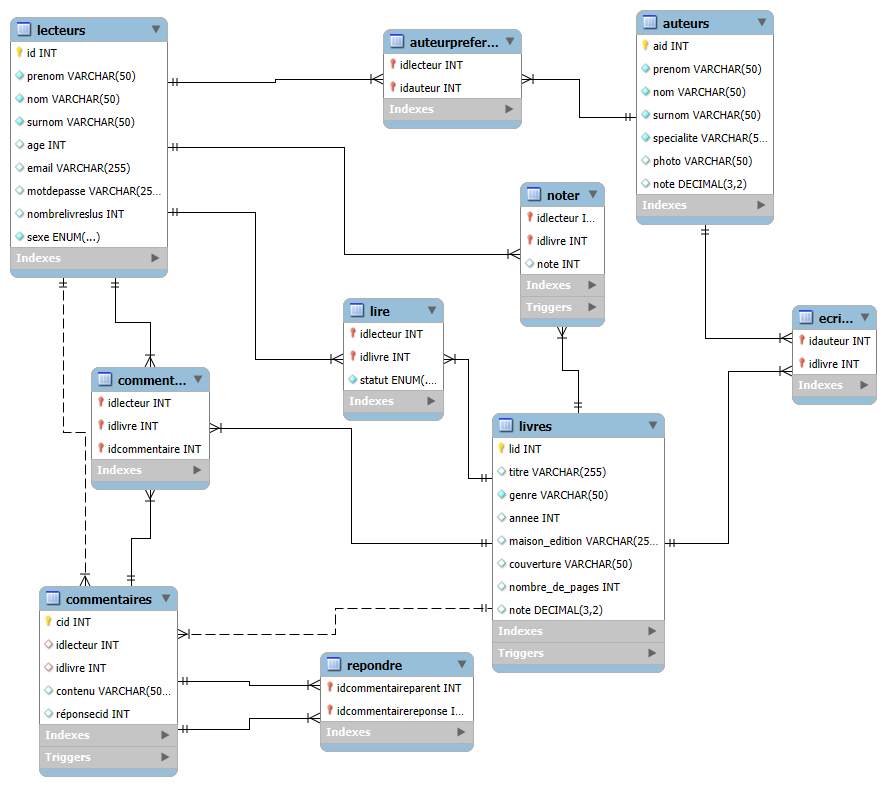 lecteurs
id INT
prenom VARCHAR(50)
nom VARCHAR(50)
surnom VARCHAR(50)
age INT
email VARCHAR(255)
motdepasse VARCHAR(25...
nombrelivreslus INT
sexe ENUM(...)
Indexes
auteurprefer...
idlecteur INT
idauteur INT
Indexes
auteurs
aid INT
prenom VARCHAR(50)
nom VARCHAR(50)
surnom VARCHAR(50)
specialite VARCHAR(5...
photo VARCHAR(50)
note DECIMAL(3,2)
Indexes
noter
idlecteur I...
idlivre INT
note INT
Indexes
Triggers
lire
idlecteur INT
idlivre INT
statut ENUM(....
Indexes
ecri...
idauteur INT
idlivre INT
Indexes
comment...
idlecteur INT
idlivre INT
idcommentaire INT
Indexes
livres
lid INT
titre VARCHAR(255)
genre VARCHAR(50)
annee INT
maison_edition VARCHAR(25...
couverture VARCHAR(50)
nombre_de_pages INT
note DECIMAL(3,2)
Indexes
Triggers
commentaires
cid INT
idlecteur INT
idlivre INT
contenu VARCHAR(50...
réponsecid INT
Indexes
Triggers
repondre
idcommentaireparent INT
idcommentairereponse I...
Indexes